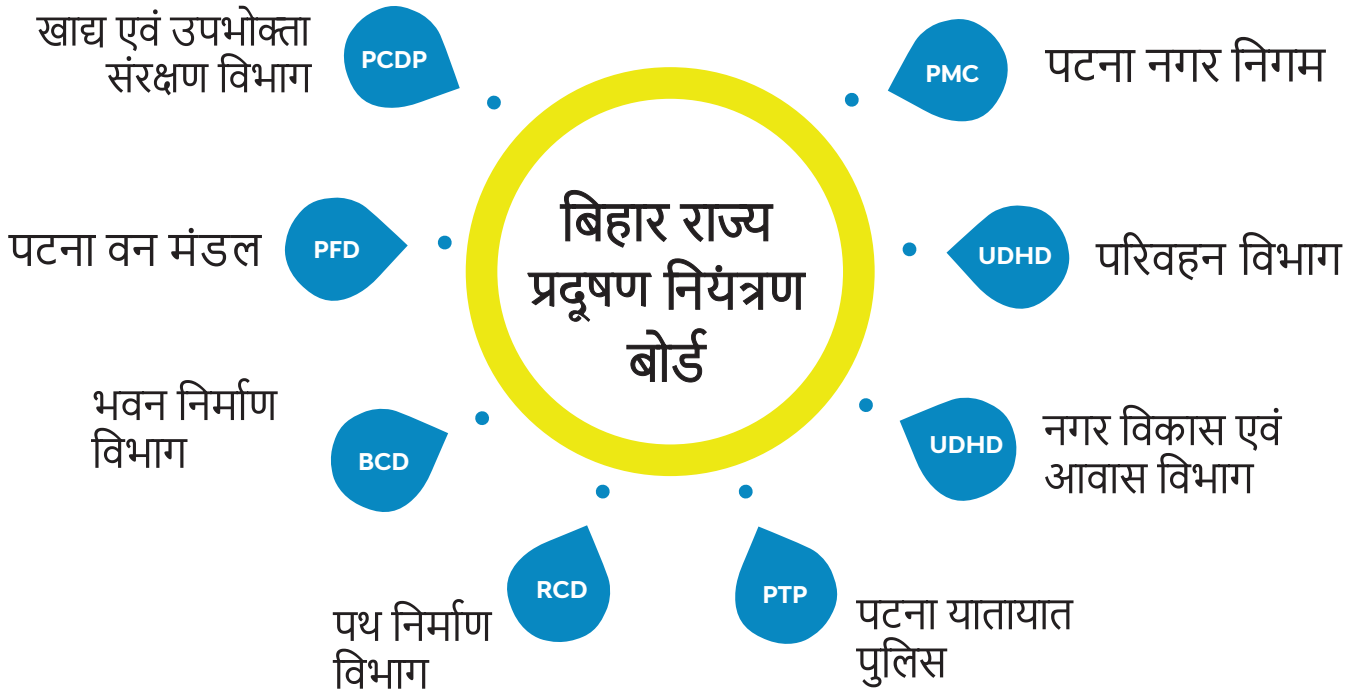 खाद्य एवं उपभोक्ता
संरक्षण विभाग
PCDP
PMC
पटना नगर निगम
पटना वन मंडल
PFD
बिहार राज्य
प्रदूषण नियंत्रण
बोर्ड
UDHD
परिवहन विभाग
भवन निर्माण
विभाग
BCD
UDHD
नगर विकास एवं
आवास विभाग
RCD
पथ निर्माण
विभाग
PTP
पटना यातायात
पुलिस